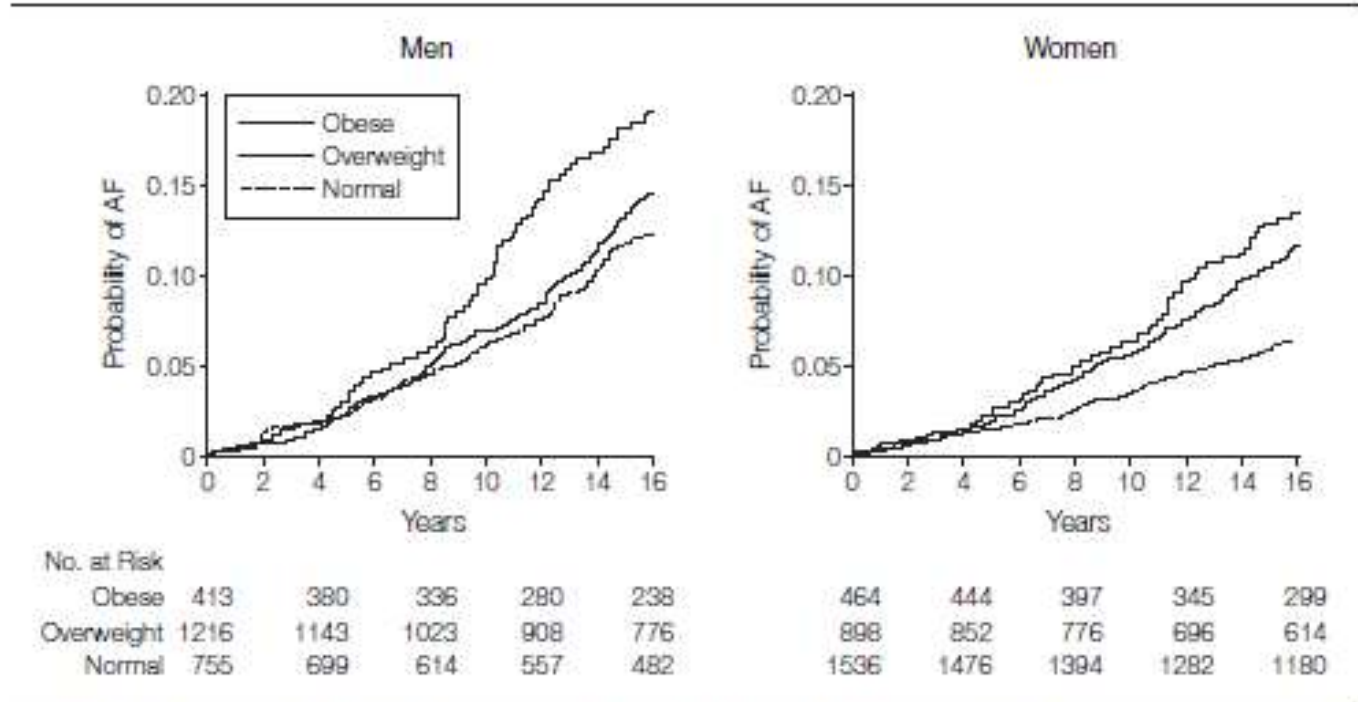 Men
0.20
Obese
Overweight
Normal
0.15
0.10
0.05
0
Probability of AF
0 2 4 6 8 10 12 14 16
Years
Women
0.20
0.15
0.10
0.05
0
Probability of AF
0 2 4 6 8 10 12 14 16
Years
No. at Risk
Obese 413 380 336 280 238 464 444 397 345 299
Overweight 1216 1143 1023 908 776 898 852 776 696 614
Normal 755 699 614 557 482 1536 1476 1394 1282 1180